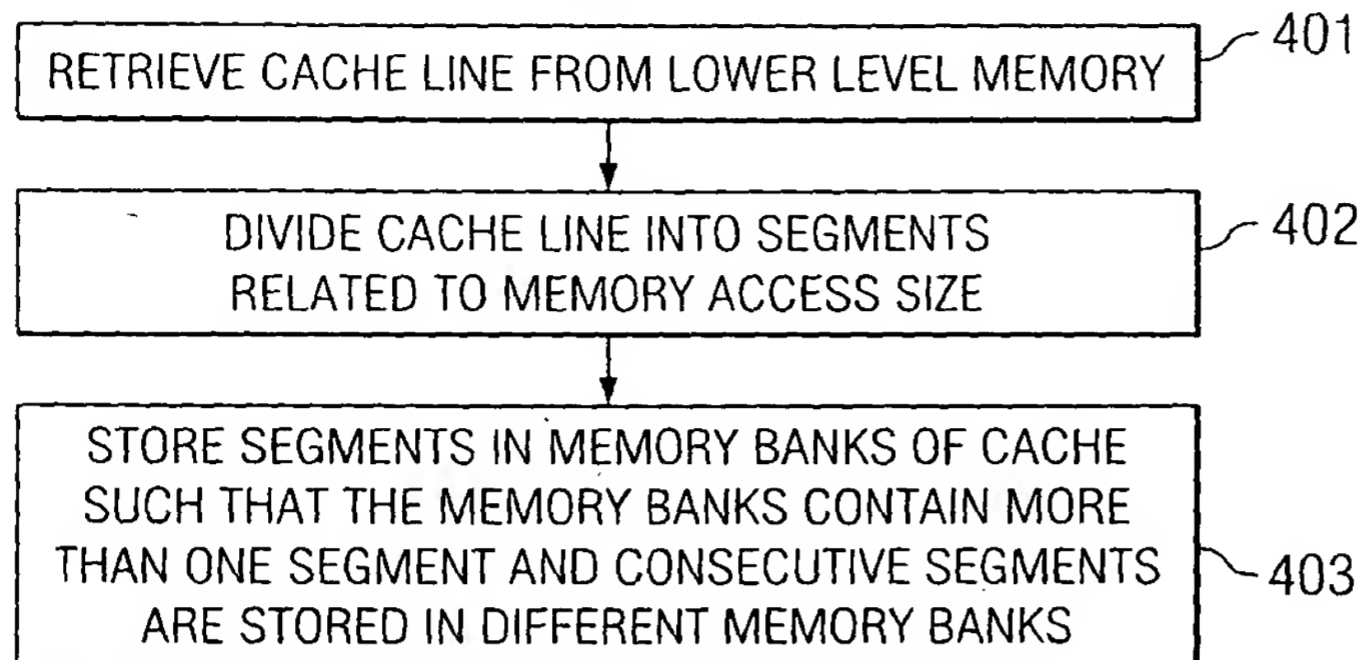 RETRIEVE CACHE LINE FROM LOWER LEVEL MEMORY
401
DIVIDE CACHE LINE INTO SEGMENTS
RELATED TO MEMORY ACCESS SIZE
402
STORE SEGMENTS IN MEMORY BANKS OF CACHE
SUCH THAT THE MEMORY BANKS CONTAIN MORE
THAN ONE SEGMENT AND CONSECUTIVE SEGMENTS
ARE STORED IN DIFFERENT MEMORY BANKS
403